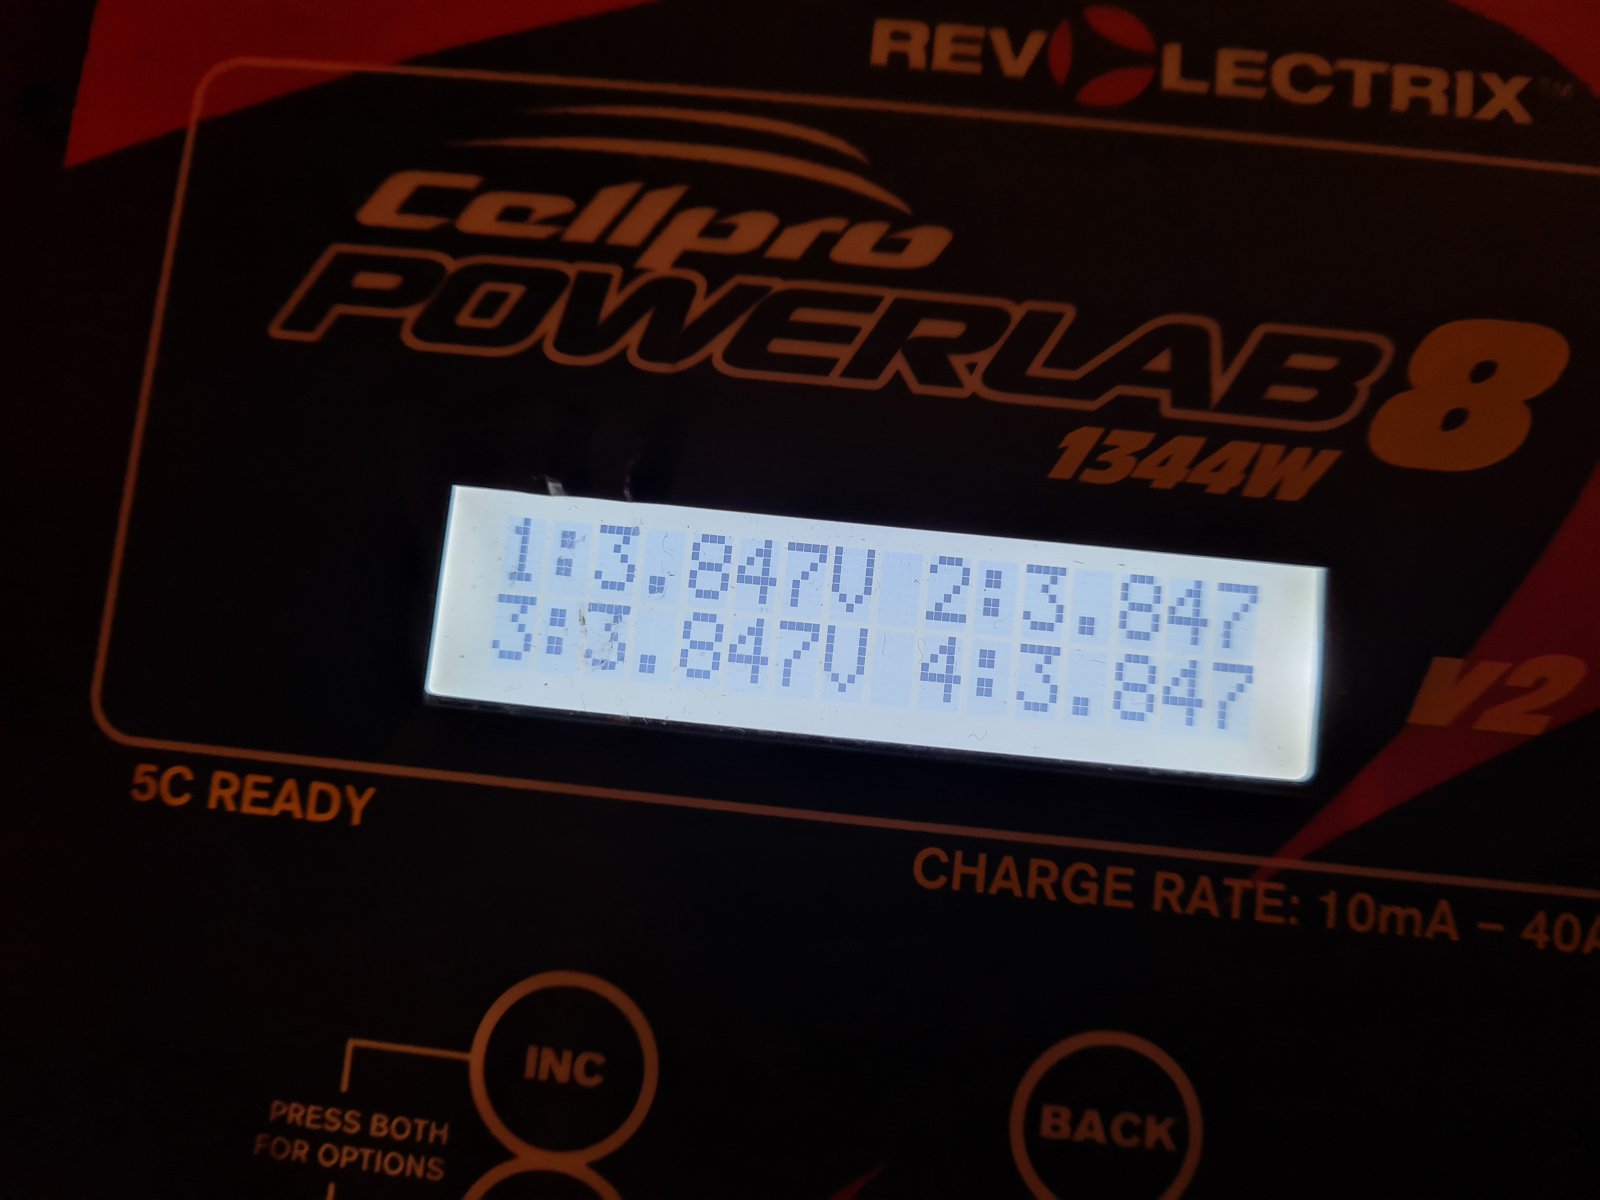 REVOLECTRIX
Cellpro
POWERLAB 8
1344W
1:3.847V 2:3.847
3:3.847V 4:3.847
V2
5C READY
CHARGE RATE: 10mA – 40A
INC
PRESS BOTH
FOR OPTIONS
BACK